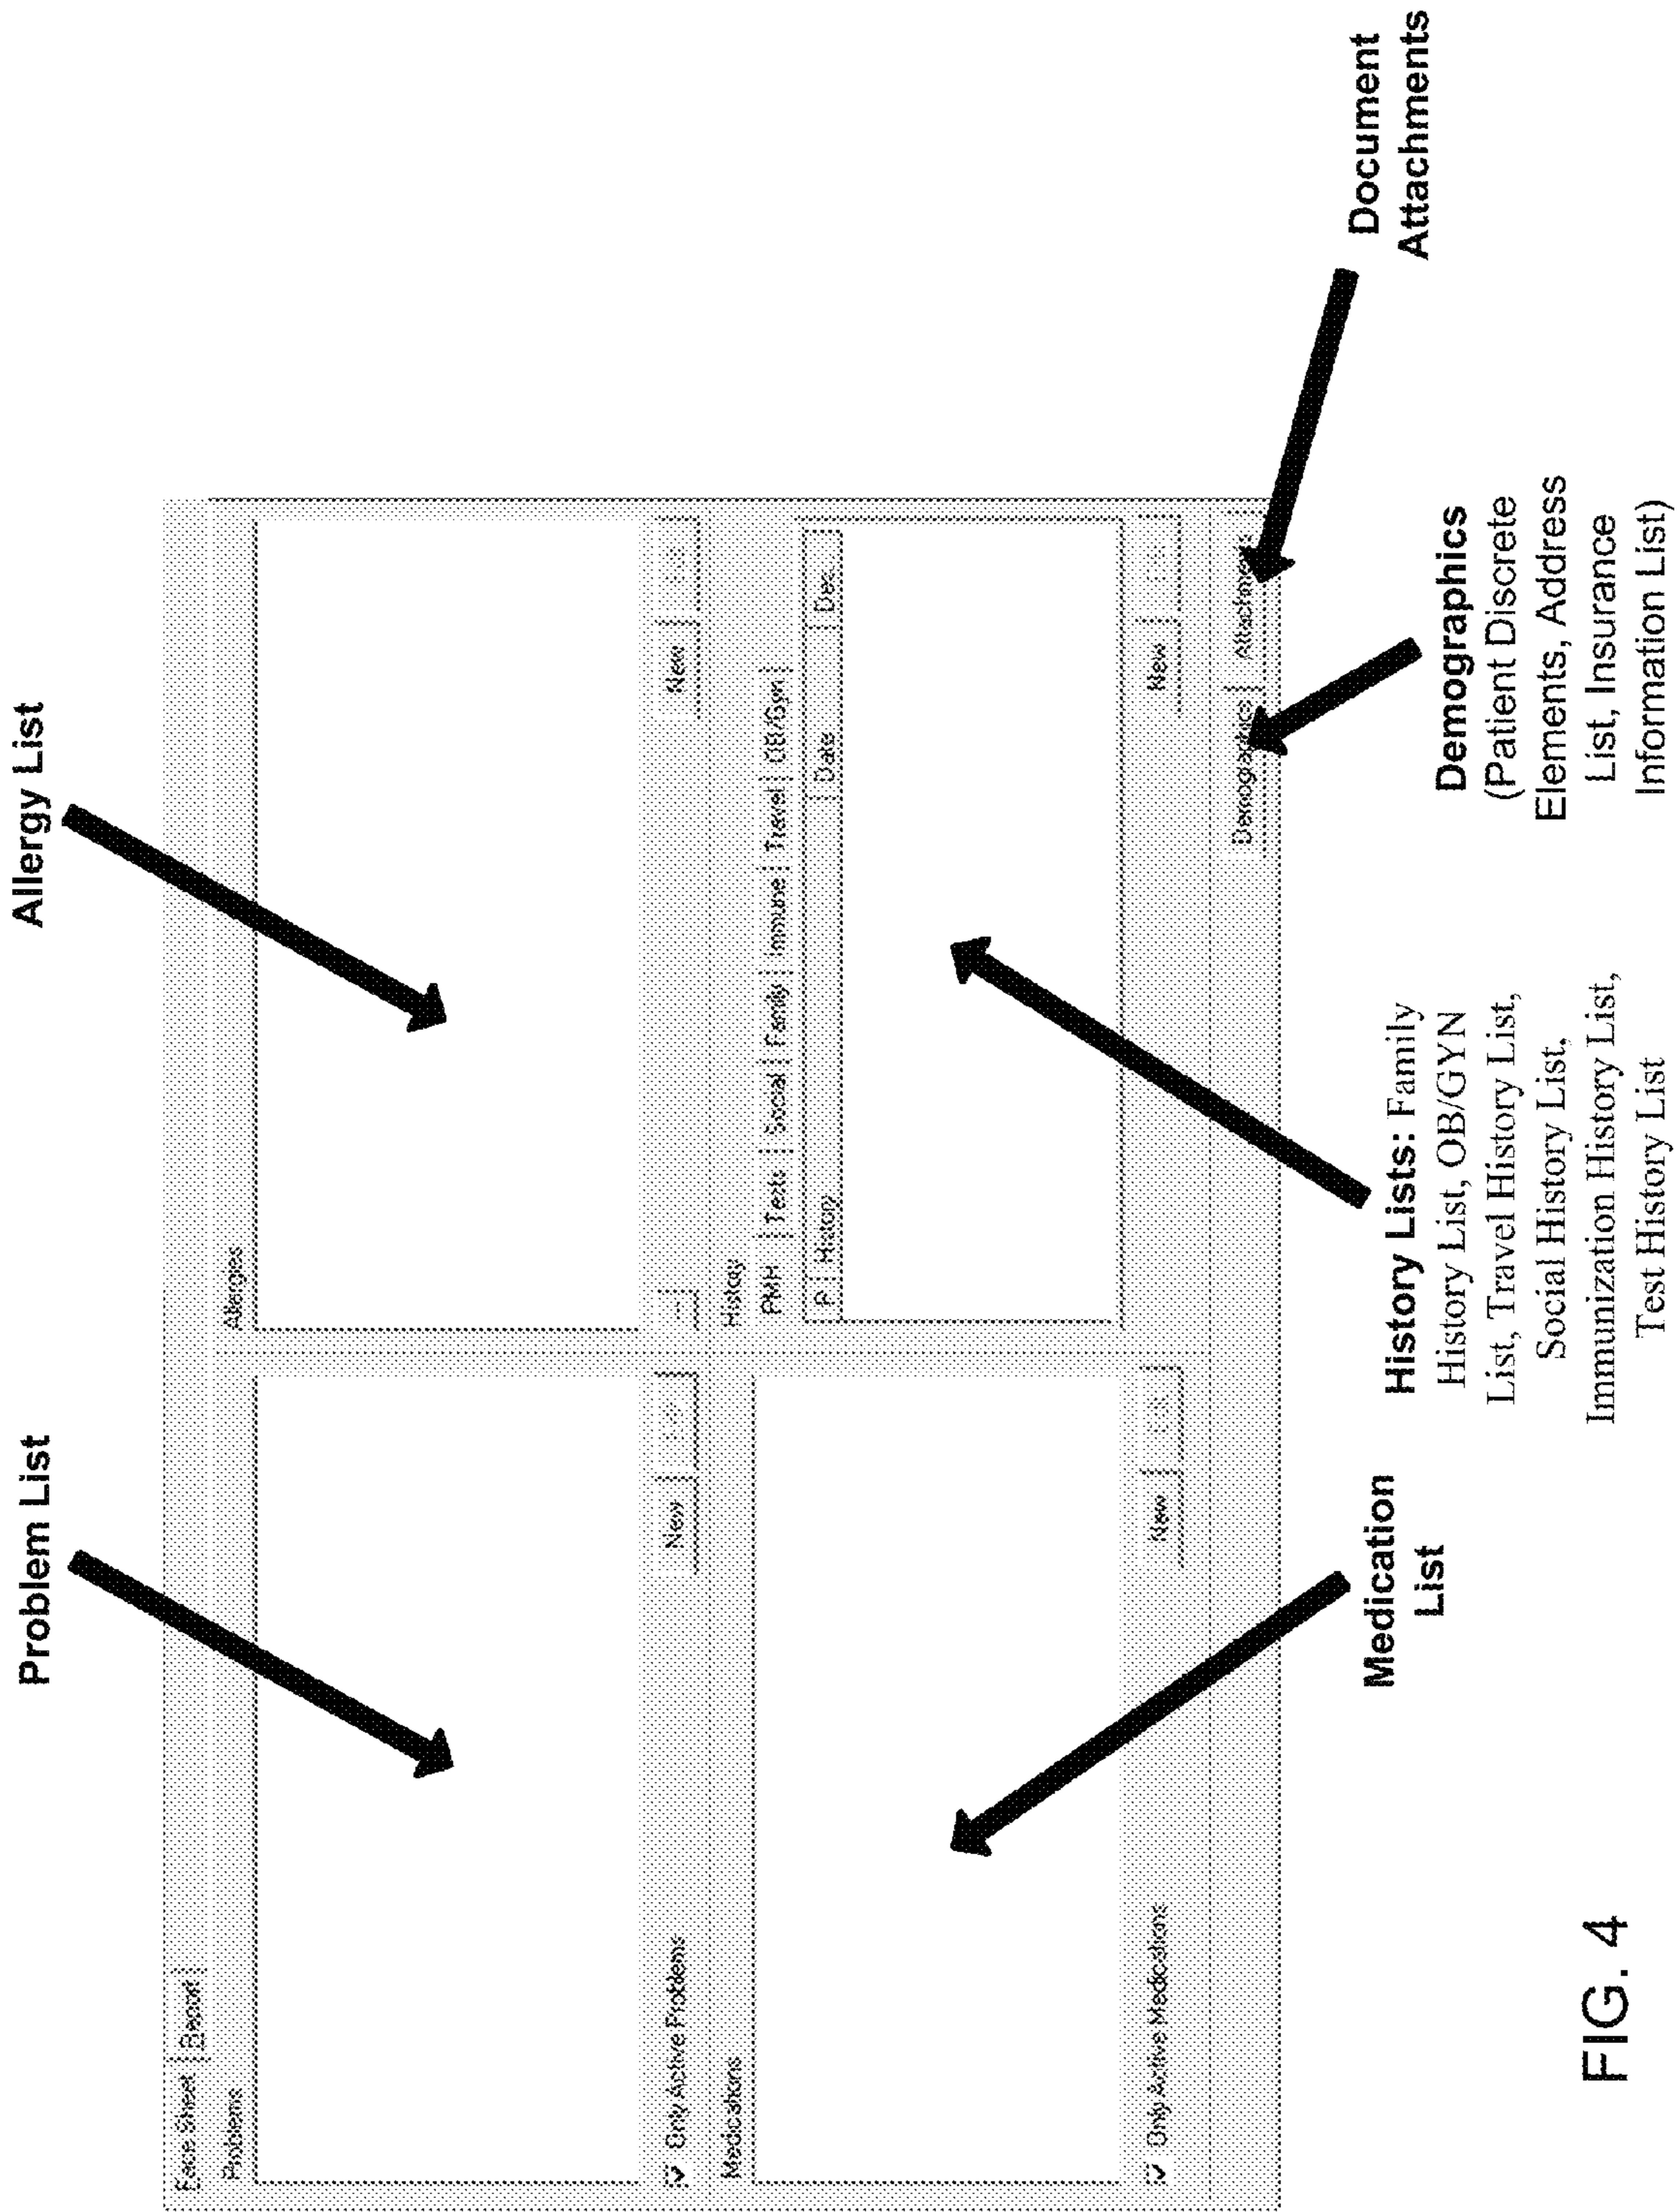 Problem List
Allergy List
Face Sheet
Report
Problems
Allergies
Only Active Problems
New
New
Medications
History
PMH
Tests
Social
Family
Immune
Travel
OB/Gyn
P
History
Date
Only Active Medications
New
New
Demographics
Attachments
Medication
List
History Lists: Family
History List, OB/GYN
List, Travel History List,
Social History List,
Immunization History List,
Test History List
Demographics
(Patient Discrete
Elements, Address
List, Insurance
Information List)
Document
Attachments
FIG. 4